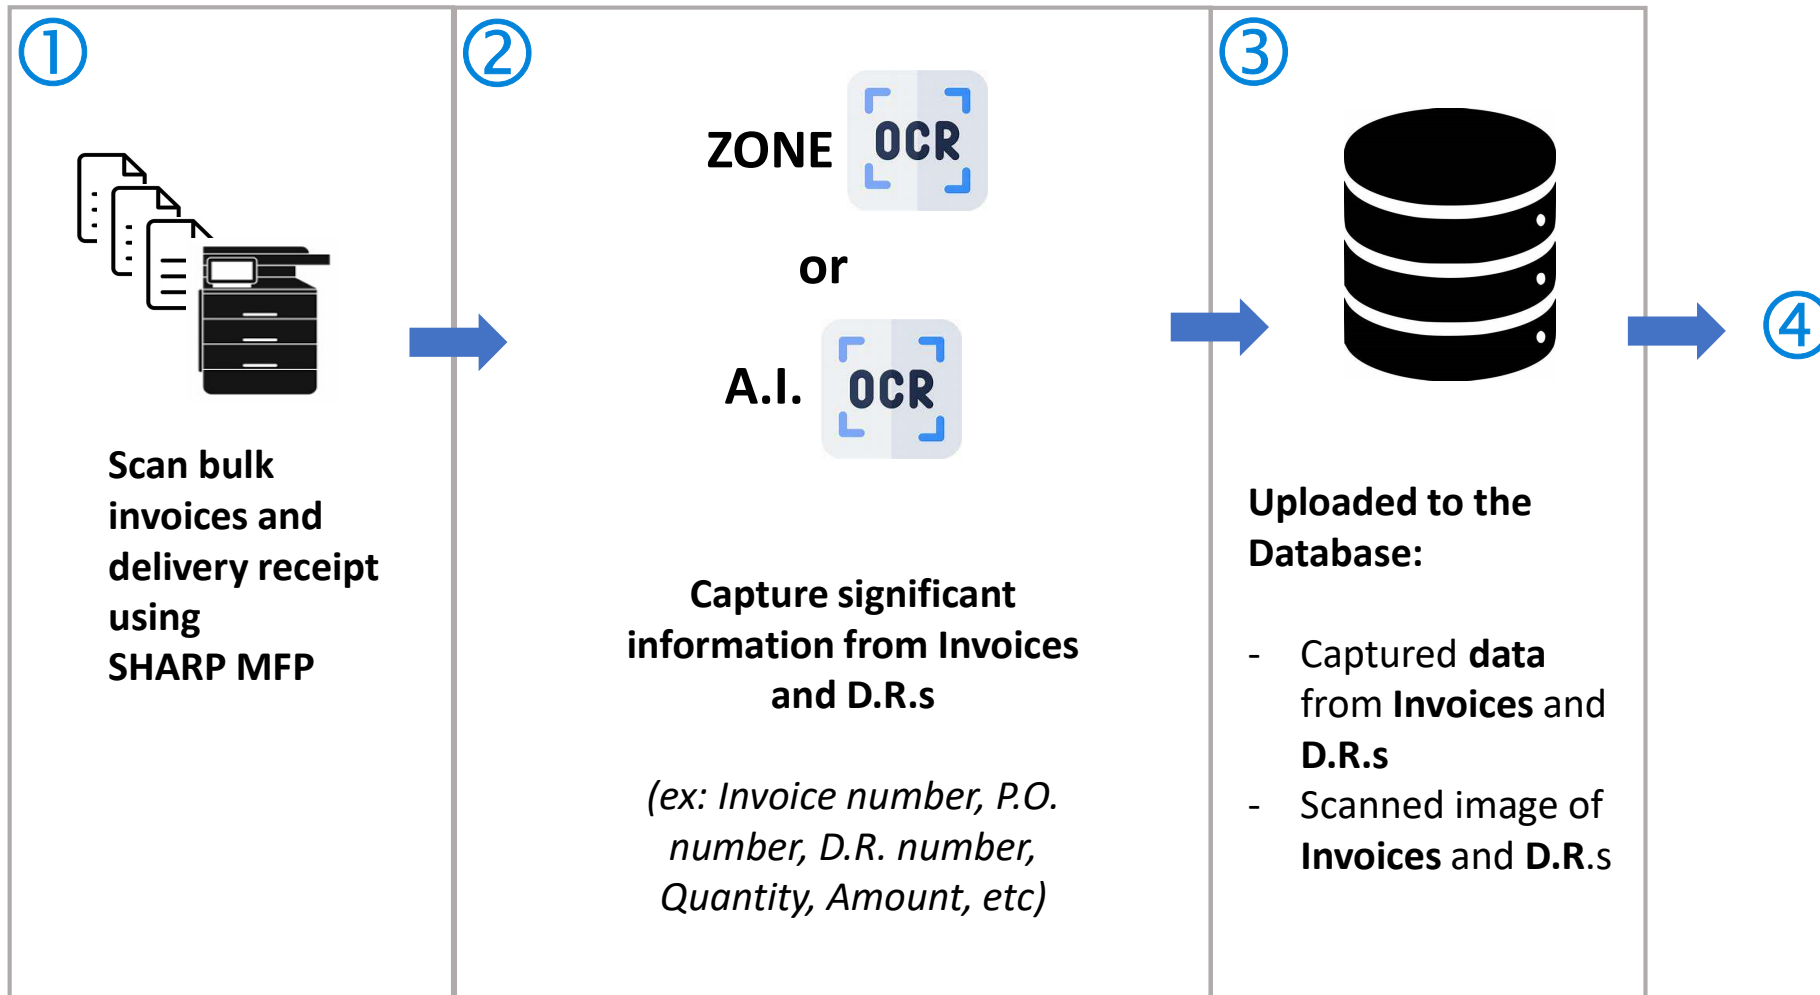 ①
Scan bulk
invoices and
delivery receipt
using
SHARP MFP
②
ZONE OCR
or
A.I. OCR
Capture significant
information from Invoices
and D.R.s
(ex: Invoice number, P.O.
number, D.R. number,
Quantity, Amount, etc)
③
Uploaded to the
Database:
- Captured data
from Invoices and
D.R.s
- Scanned image of
Invoices and D.R.s
④